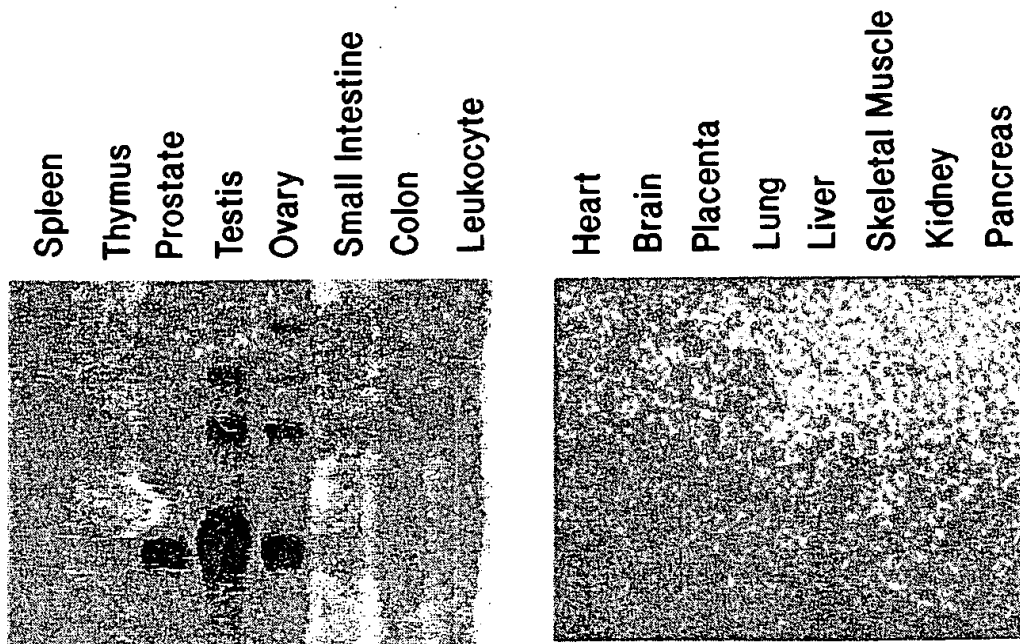 Spleen
Thymus
Prostate
Testis
Ovary
Small Intestine
Colon
Leukocyte
Heart
Brain
Placenta
Lung
Liver
Skeletal Muscle
Kidney
Pancreas